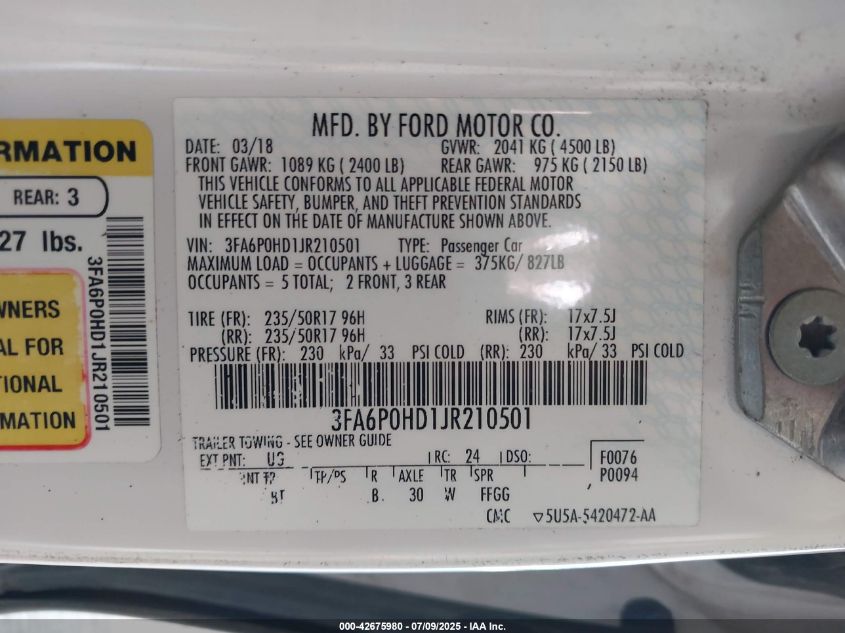 MFD. BY FORD MOTOR CO.
DATE: 03/18 GVWR: 2041 KG ( 4500 LB)
FRONT GAWR: 1089 KG ( 2400 LB) REAR GAWR: 975 KG ( 2150 LB)
THIS VEHICLE CONFORMS TO ALL APPLICABLE FEDERAL MOTOR
VEHICLE SAFETY, BUMPER, AND THEFT PREVENTION STANDARDS
IN EFFECT ON THE DATE OF MANUFACTURE SHOWN ABOVE.
VIN: 3FA6P0HD1JR210501 TYPE: Passenger Car
MAXIMUM LOAD = OCCUPANTS + LUGGAGE = 375KG/ 827LB
OCCUPANTS = 5 TOTAL; 2 FRONT, 3 REAR
TIRE (FR): 235/50R17 96H RIMS (FR): 17x7.5J
(RR): 235/50R17 96H (RR): 17x7.5J
PRESSURE (FR): 230 kPa/ 33 PSI COLD (RR): 230 kPa/ 33 PSI COLD
3FA6P0HD1JR210501
TRAILER TOWING - SEE OWNER GUIDE
EXT PNT: UG RC: 24 DSO: F0076
INT TR TP/PS R AXLE TR SPR P0094
B 30 W FFGG
CMC ▽5U5A-5420472-AA
RMATION
REAR: 3
27 lbs.
WNERS
AL FOR
TIONAL
RMATION
3FA6P0HD1JR210501
000-42675980 | 07/09/2025 - IAA Inc.